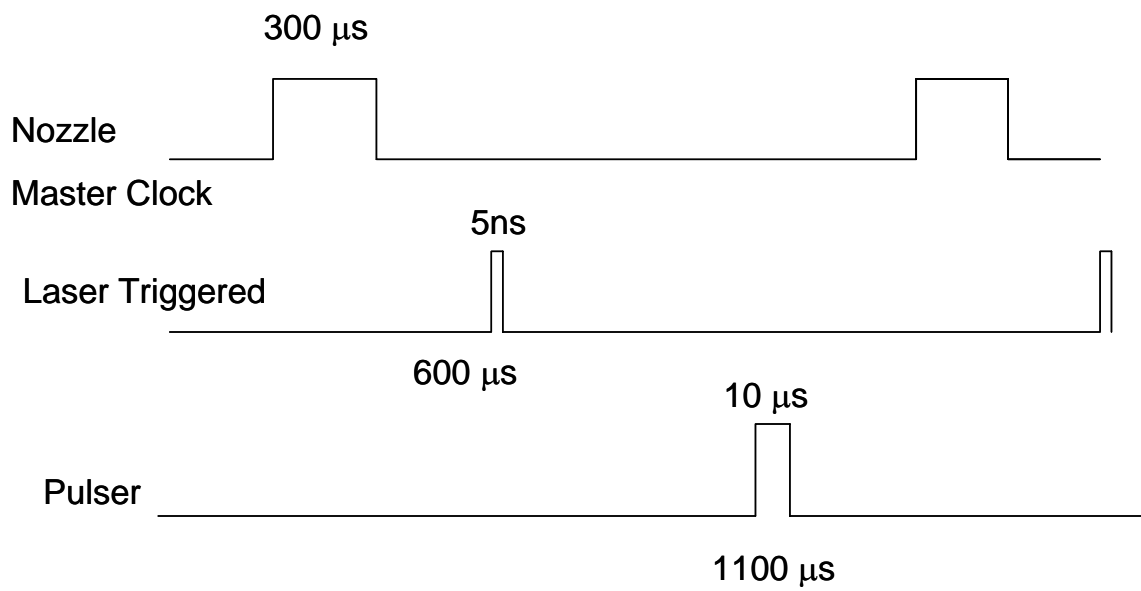 300 μs
Nozzle
Master Clock
5ns
Laser Triggered
600 μs
10 μs
Pulser
1100 μs